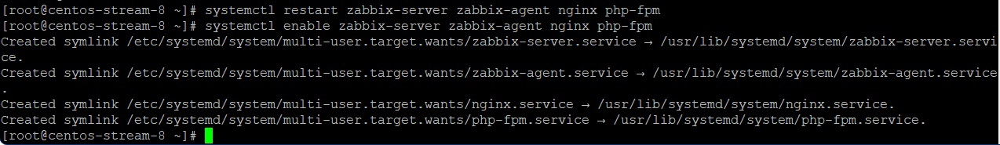 [root@centos-stream-8 ~]# systemctl restart zabbix-server zabbix-agent nginx php-fpm
[root@centos-stream-8 ~]# systemctl enable zabbix-server zabbix-agent nginx php-fpm
Created symlink /etc/systemd/system/multi-user.target.wants/zabbix-server.service → /usr/lib/systemd/system/zabbix-server.servi
ce.
Created symlink /etc/systemd/system/multi-user.target.wants/zabbix-agent.service → /usr/lib/systemd/system/zabbix-agent.service
.
Created symlink /etc/systemd/system/multi-user.target.wants/nginx.service → /usr/lib/systemd/system/nginx.service.
Created symlink /etc/systemd/system/multi-user.target.wants/php-fpm.service → /usr/lib/systemd/system/php-fpm.service.
[root@centos-stream-8 ~]#